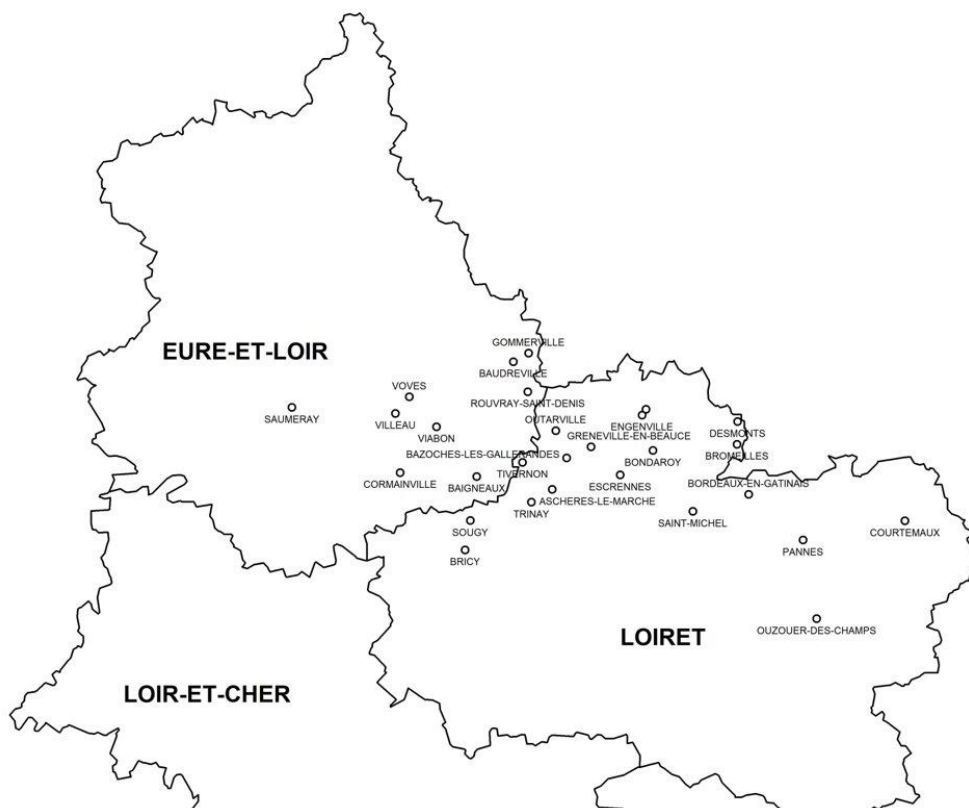 GOMMERVILLE
EURE-ET-LOIR
BAUDREVILLE
VOVES
ROUVRAY-SAINT-DENIS
SAUMERAY
VILLEAU
OUTARVILLE
ENGENVILLE
DESMONTS
VIABON
GRENEVILLE-EN-BEAUCE
BAZOCHES-LES-GALLERANDES
BONDAROY
BROMEILLES
TIVERNON
CORMAINVILLE
BAIGNEAUX
ESCRENNES
BORDEAUX-EN-GATINAIS
ASCHERES-LE-MARCHE
TRINAY
SAINT-MICHEL
SOUGY
COURTEMAUX
PANNES
BRICY
OUZOUER-DES-CHAMPS
LOIRET
LOIR-ET-CHER